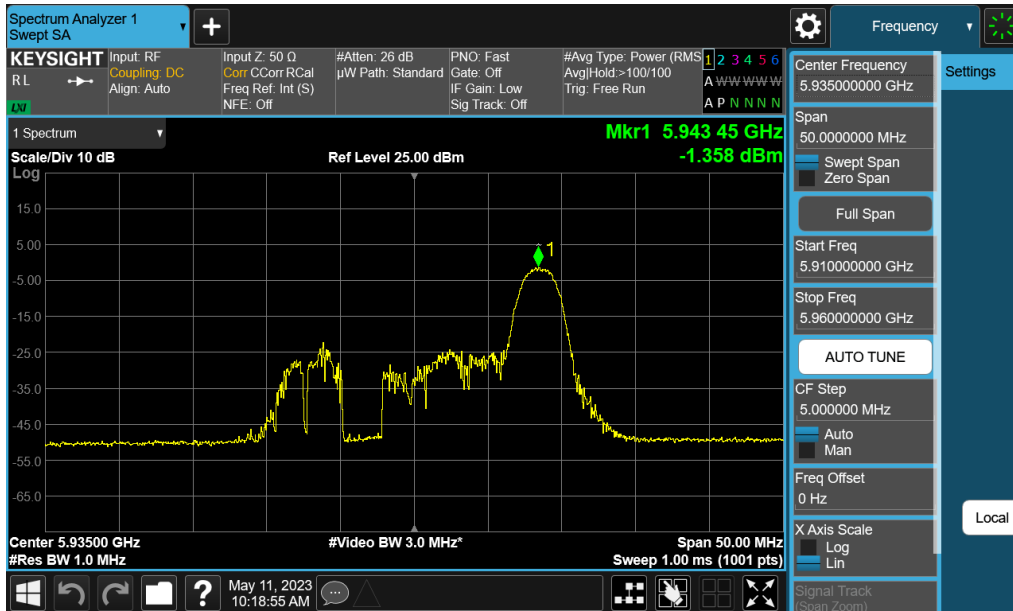 Spectrum Analyzer 1
Swept SA
+
Frequency
KEYSIGHT
RL
LXI
Input: RF
Coupling: DC
Align: Auto
Input Z: 50 Ω
Corr CCorr RCal
Freq Ref: Int (S)
NFE: Off
#Atten: 26 dB
µW Path: Standard
PNO: Fast
Gate: Off
IF Gain: Low
Sig Track: Off
#Avg Type: Power (RMS
Avg|Hold:>100/100
Trig: Free Run
1 2 3 4 5 6
A W W W W W
A P N N N N
1 Spectrum
Scale/Div 10 dB
Log
Ref Level 25.00 dBm
Mkr1 5.943 45 GHz
-1.358 dBm
15.0
5.00
-5.00
-15.0
-25.0
-35.0
-45.0
-55.0
-65.0
1
Center 5.93500 GHz
#Res BW 1.0 MHz
#Video BW 3.0 MHz*
Span 50.00 MHz
Sweep 1.00 ms (1001 pts)
?
May 11, 2023
10:18:55 AM
Center Frequency
5.935000000 GHz
Span
50.0000000 MHz
Swept Span
Zero Span
Full Span
Start Freq
5.910000000 GHz
Stop Freq
5.960000000 GHz
AUTO TUNE
CF Step
5.000000 MHz
Auto
Man
Freq Offset
0 Hz
X Axis Scale
Log
Lin
Signal Track
(Span Zoom)
Settings
Local